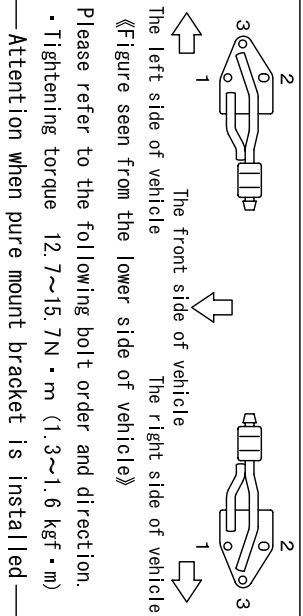 Attention when pure mount bracket is installed
・Tightening torque 12.7～15.7N・m (1.3～1.6 kgf・m)
Please refer to the following bolt order and direction.
《Figure seen from the lower side of vehicle》
The left side of vehicle
The front side of vehicle
The right side of vehicle
3
2
1
3
2
1